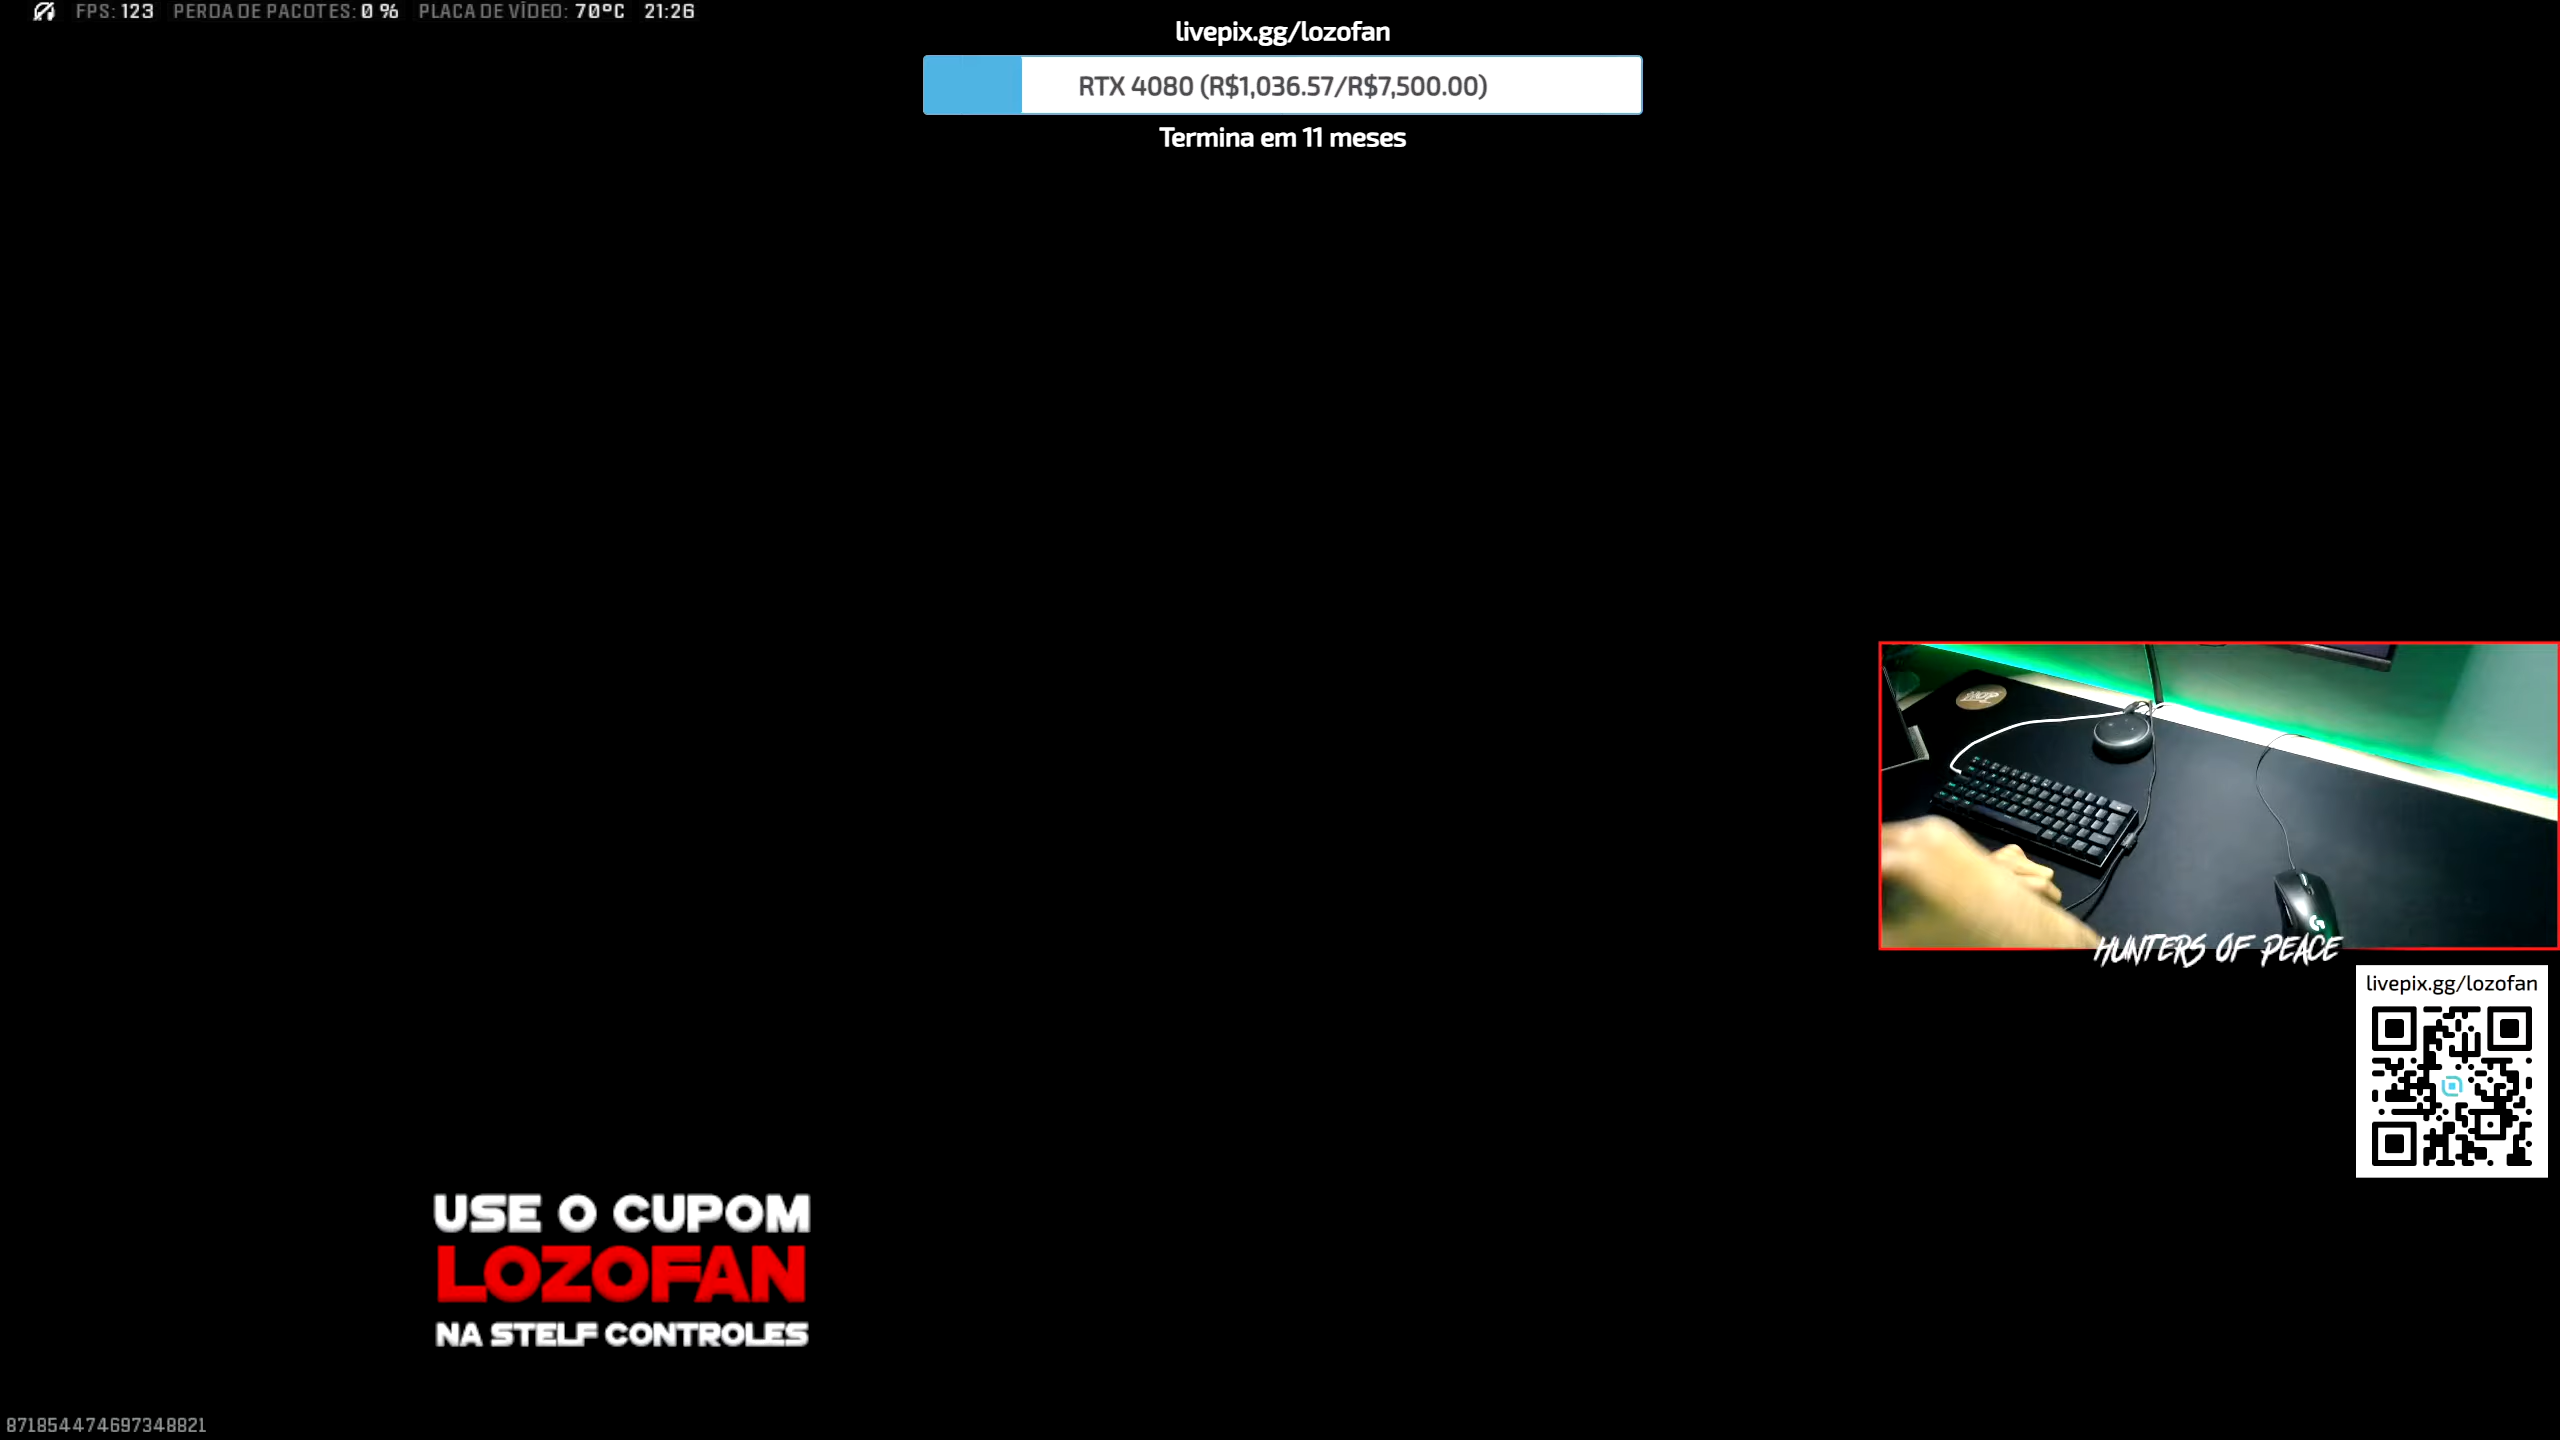 FPS: 123 PERDA DE PACOTES: 0 % PLACA DE VÍDEO: 70°C 21:26
livepix.gg/lozofan
RTX 4080 (R$1,036.57/R$7,500.00)
Termina em 11 meses
HUNTERS OF PEACE
livepix.gg/lozofan
USE O CUPOM
LOZOFAN
NA STELF CONTROLES
871854474697348821